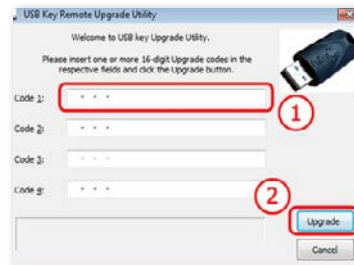 USB Key Remote Upgrade Utility
Welcome to USB key Upgrade Utility.
Please insert one or more 16-digit Upgrade codes in the
respective fields and click the Upgrade button.
Code 1:
1
Code 2:
Code 3:
Code 4:
2
Upgrade
Cancel